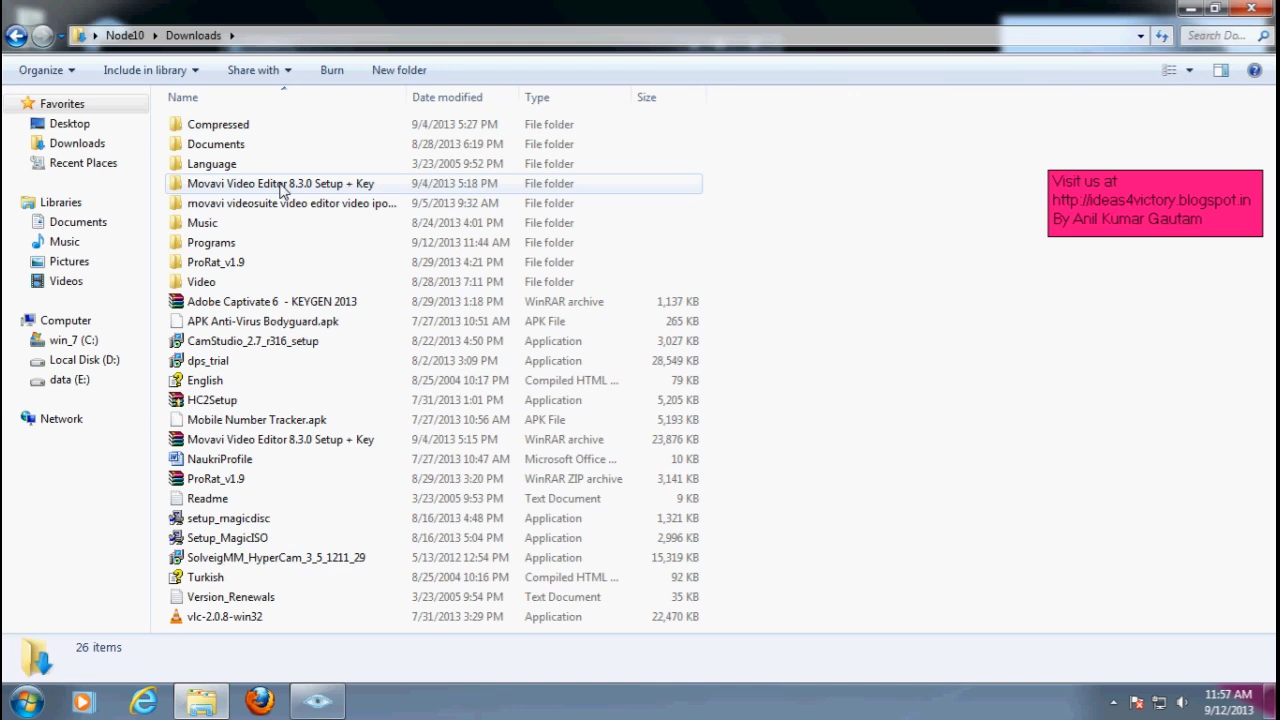 Node10 Downloads
Search Do...
Organize Include in library Share with Burn New folder
Name Date modified Type Size
Favorites
Desktop
Downloads
Recent Places
Libraries
Documents
Music
Pictures
Videos
Computer
win_7 (C:)
Local Disk (D:)
data (E:)
Network
Compressed 9/4/2013 5:27 PM File folder
Documents 8/28/2013 6:19 PM File folder
Language 3/23/2005 9:52 PM File folder
Movavi Video Editor 8.3.0 Setup + Key 9/4/2013 5:18 PM File folder
movavi videosuite video editor video ipo... 9/5/2013 9:32 AM File folder
Music 8/24/2013 4:01 PM File folder
Programs 9/12/2013 11:44 AM File folder
ProRat_v1.9 8/29/2013 4:21 PM File folder
Video 8/28/2013 7:11 PM File folder
Adobe Captivate 6 - KEYGEN 2013 8/29/2013 1:18 PM WinRAR archive 1,137 KB
APK Anti-Virus Bodyguard.apk 7/27/2013 10:51 AM APK File 265 KB
CamStudio_2.7_r316_setup 8/22/2013 4:50 PM Application 3,027 KB
dps_trial 8/2/2013 3:09 PM Application 28,549 KB
English 8/25/2004 10:17 PM Compiled HTML ... 79 KB
HC2Setup 7/31/2013 1:01 PM Application 5,205 KB
Mobile Number Tracker.apk 7/27/2013 10:56 AM APK File 5,193 KB
Movavi Video Editor 8.3.0 Setup + Key 9/4/2013 5:15 PM WinRAR archive 23,876 KB
NaukriProfile 7/27/2013 10:47 AM Microsoft Office ... 10 KB
ProRat_v1.9 8/29/2013 3:20 PM WinRAR ZIP archive 3,141 KB
Readme 3/23/2005 9:53 PM Text Document 9 KB
setup_magicdisc 8/16/2013 4:48 PM Application 1,321 KB
Setup_MagicISO 8/16/2013 5:04 PM Application 2,996 KB
SolveigMM_HyperCam_3_5_1211_29 5/13/2012 12:54 PM Application 15,319 KB
Turkish 8/25/2004 10:16 PM Compiled HTML ... 92 KB
Version_Renewals 3/23/2005 9:54 PM Text Document 35 KB
vlc-2.0.8-win32 7/31/2013 3:29 PM Application 22,470 KB
Visit us at
http://ideas4victory.blogspot.in
By Anil Kumar Gautam
26 items
11:57 AM
9/12/2013